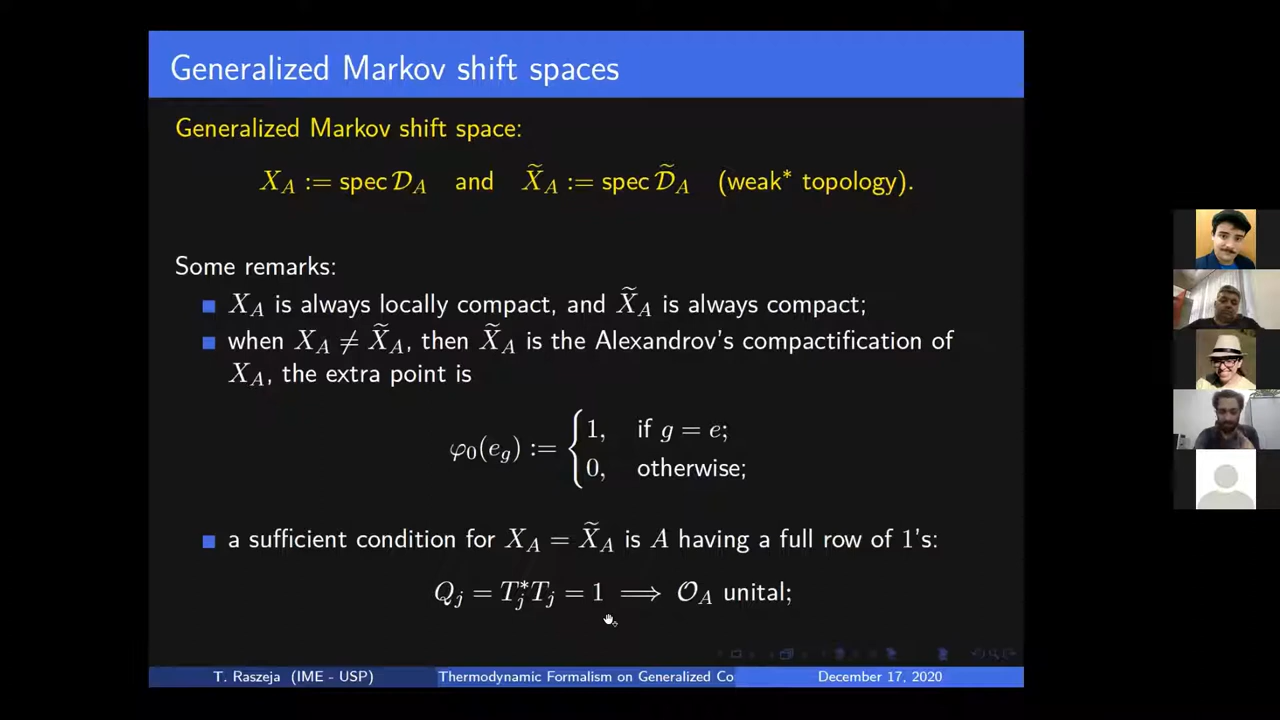 Generalized Markov shift spaces
Generalized Markov shift space:
X_A := spec 𝒟_A and X̃_A := spec 𝒟̃_A (weak* topology).
Some remarks:
X_A is always locally compact, and X̃_A is always compact;
when X_A ≠ X̃_A, then X̃_A is the Alexandrov's compactification of
X_A, the extra point is
φ_0(e_g) := { 1, if g = e;
0, otherwise;
a sufficient condition for X_A = X̃_A is A having a full row of 1's:
Q_j = T_j^* T_j = 1 ⟹ 𝒪_A unital;
T. Raszeja (IME - USP) Thermodynamic Formalism on Generalized Co December 17, 2020